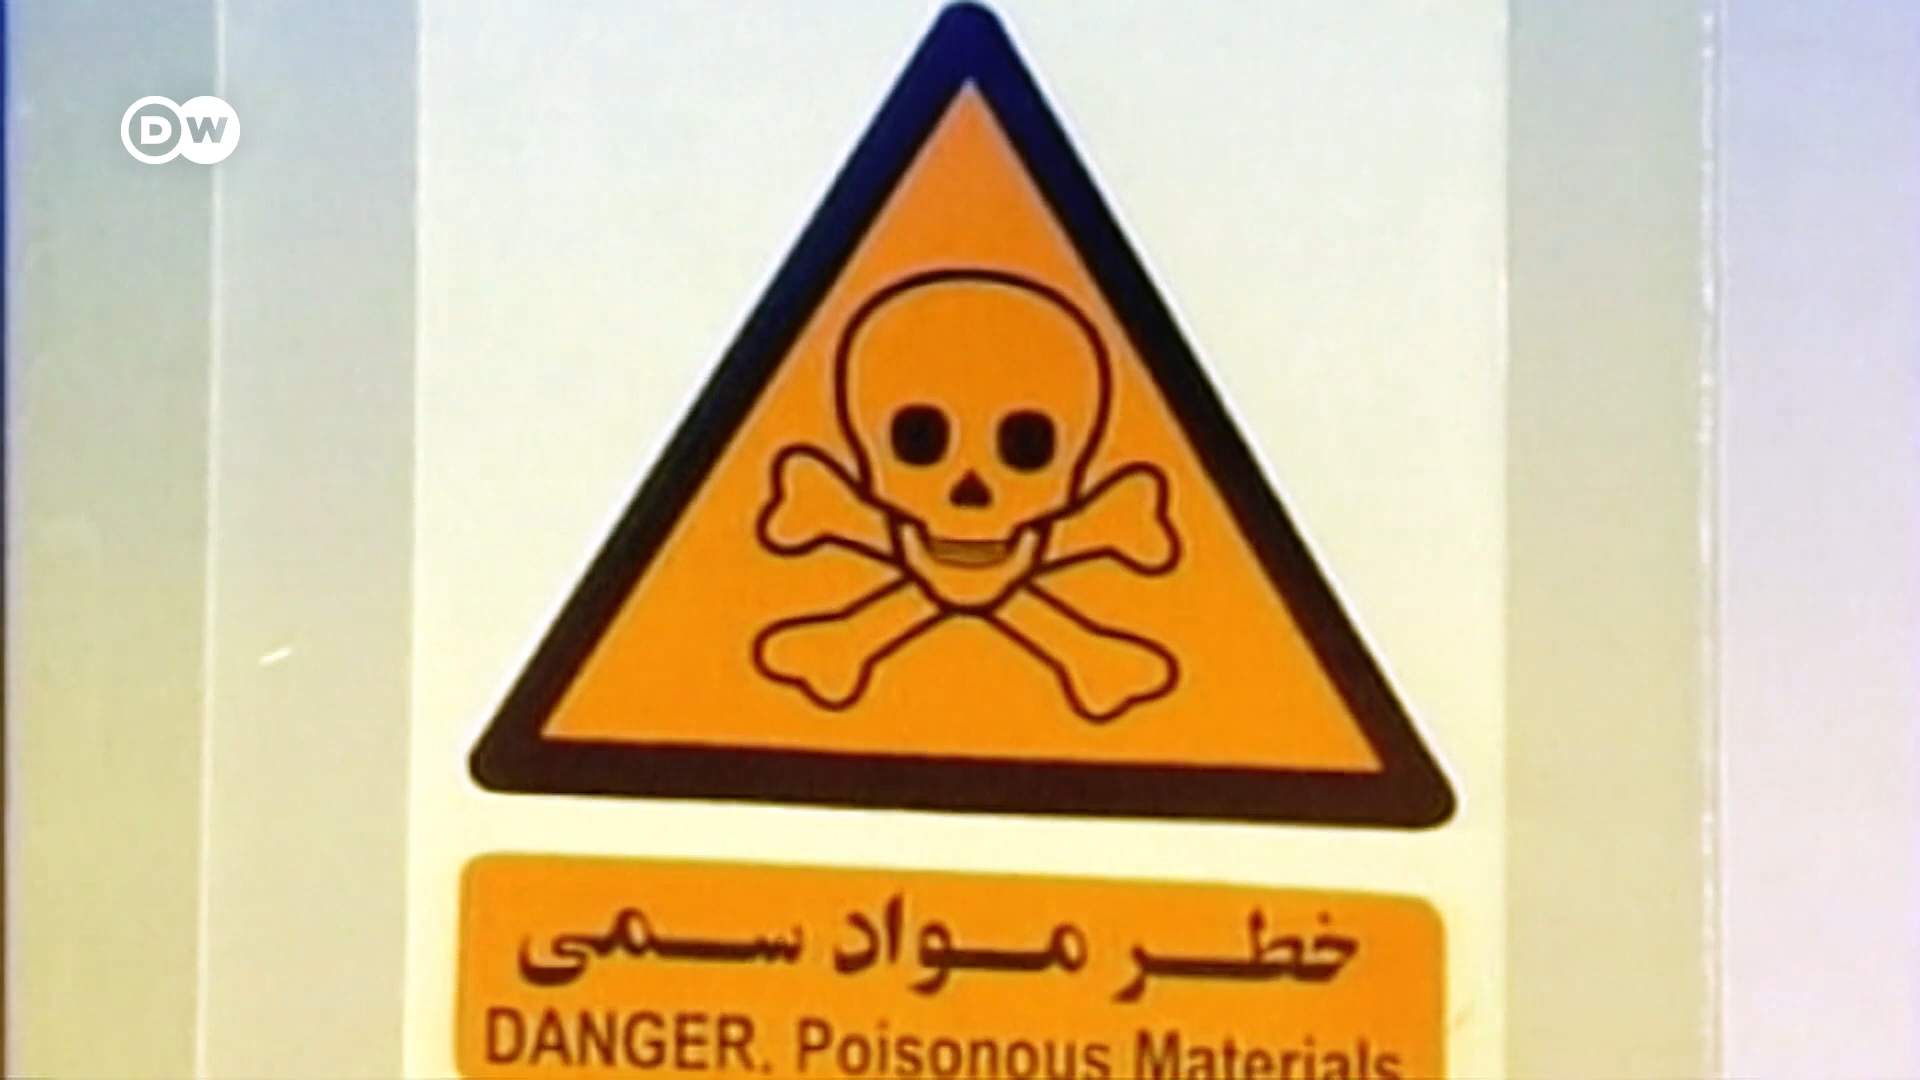 DW
خطر مواد سمی
DANGER. Poisonous Materials